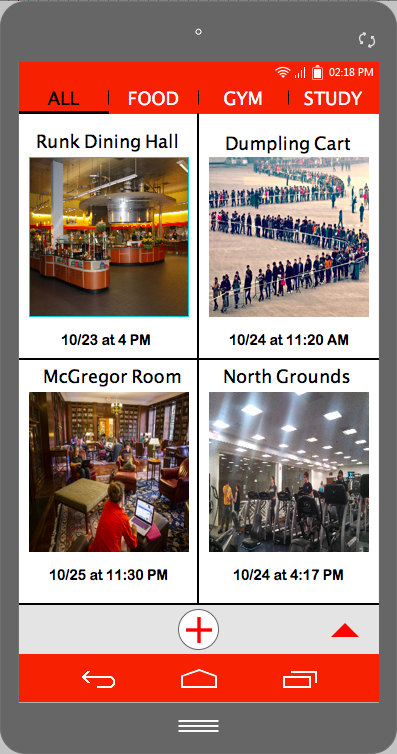 02:18 PM
ALL FOOD GYM STUDY
Runk Dining Hall
Dumpling Cart
10/23 at 4 PM
10/24 at 11:20 AM
McGregor Room
North Grounds
10/25 at 11:30 PM
10/24 at 4:17 PM